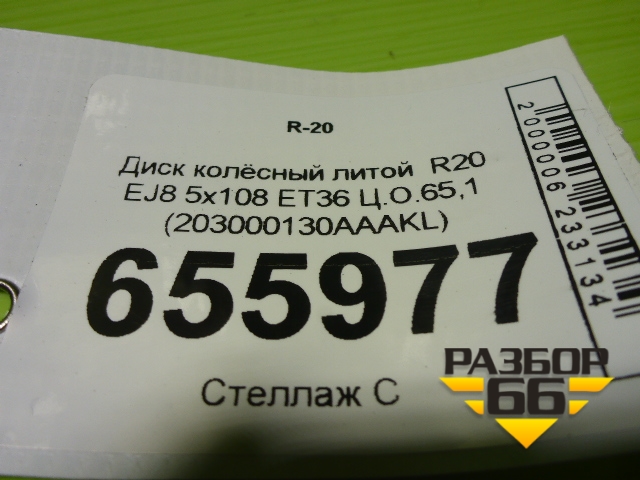 R-20
Диск колёсный литой R20
EJ8 5x108 ET36 Ц.О.65,1
(203000130AAAKL)
655977
Стеллаж С
2000006233134
РАЗБОР
66